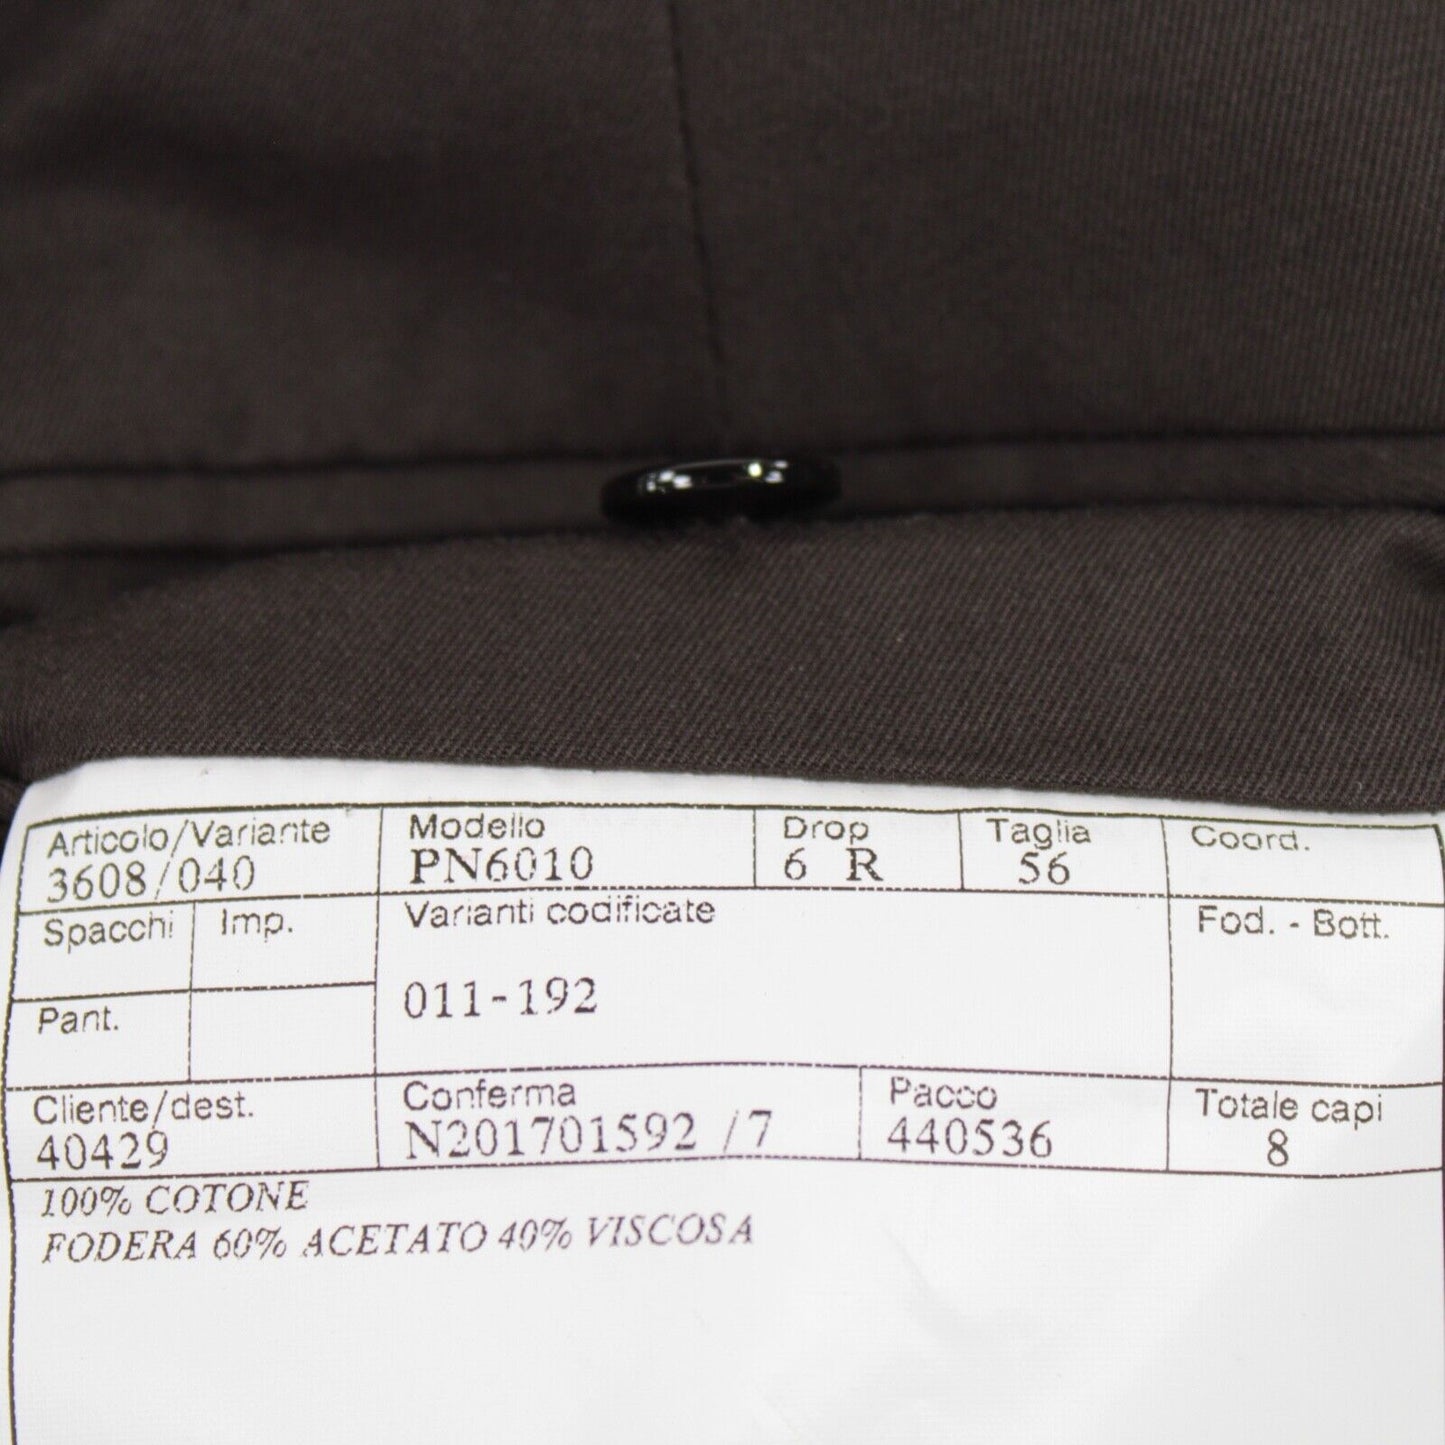 Articolo/Variante Modello Drop Taglia Coord.
3608/040 PN6010 6 R 56
Spacchi Imp. Varianti codificate Fod. - Bott.
Pant. 011-192
Cliente/dest. Conferma Pacco Totale capi
40429 N201701592 /7 440536 8
100% COTONE
FODERA 60% ACETATO 40% VISCOSA